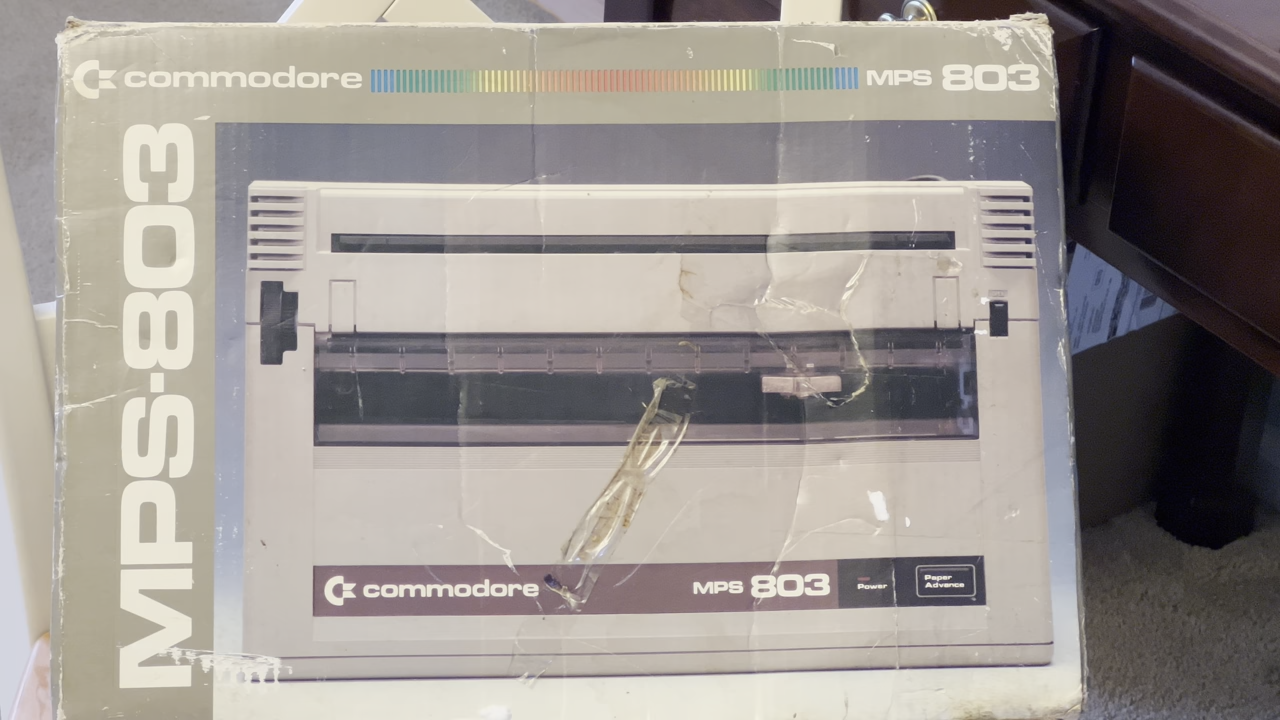 commodore MPS 803
MPS-803
commodore MPS 803
Power
Paper
Advance